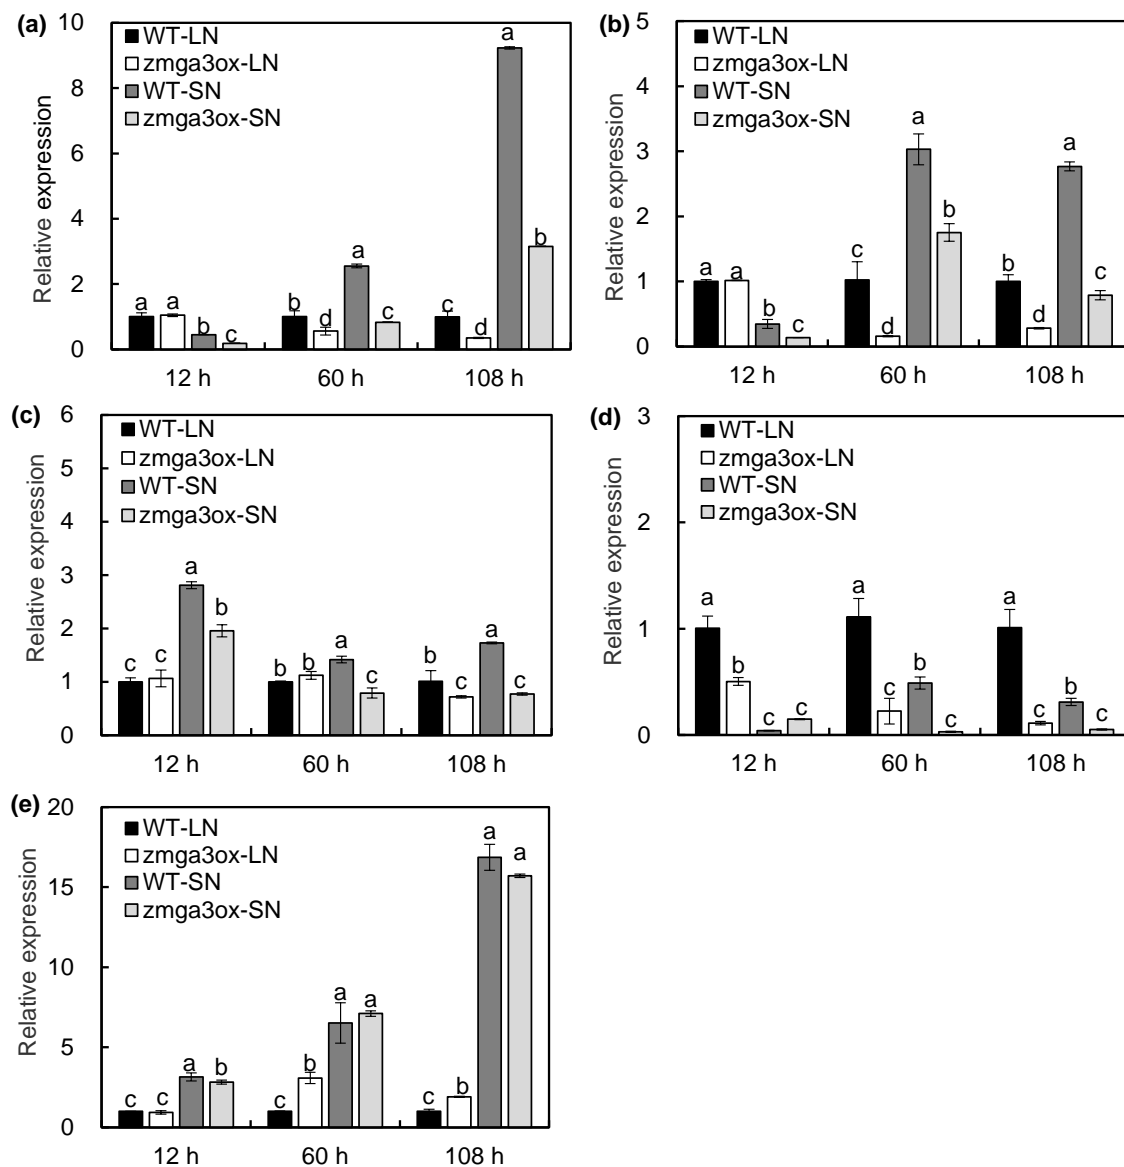 (a)
10
8
6
4
2
0
Relative expression
WT-LN
zmga3ox-LN
WT-SN
zmga3ox-SN
a a b c
b d a c
c d a b
12 h 60 h 108 h
(b)
5
4
3
2
1
0
Relative expression
WT-LN
zmga3ox-LN
WT-SN
zmga3ox-SN
a a b c
c d a b
b d a c
12 h 60 h 108 h
(c)
6
5
4
3
2
1
0
Relative expression
WT-LN
zmga3ox-LN
WT-SN
zmga3ox-SN
c c a b
b b a c
b c a c
12 h 60 h 108 h
(d)
3
2
1
0
Relative expression
WT-LN
zmga3ox-LN
WT-SN
zmga3ox-SN
a b c c
a c b c
a c b c
12 h 60 h 108 h
(e)
20
15
10
5
0
Relative expression
WT-LN
zmga3ox-LN
WT-SN
zmga3ox-SN
c c a b
c b a a
c b a a
12 h 60 h 108 h